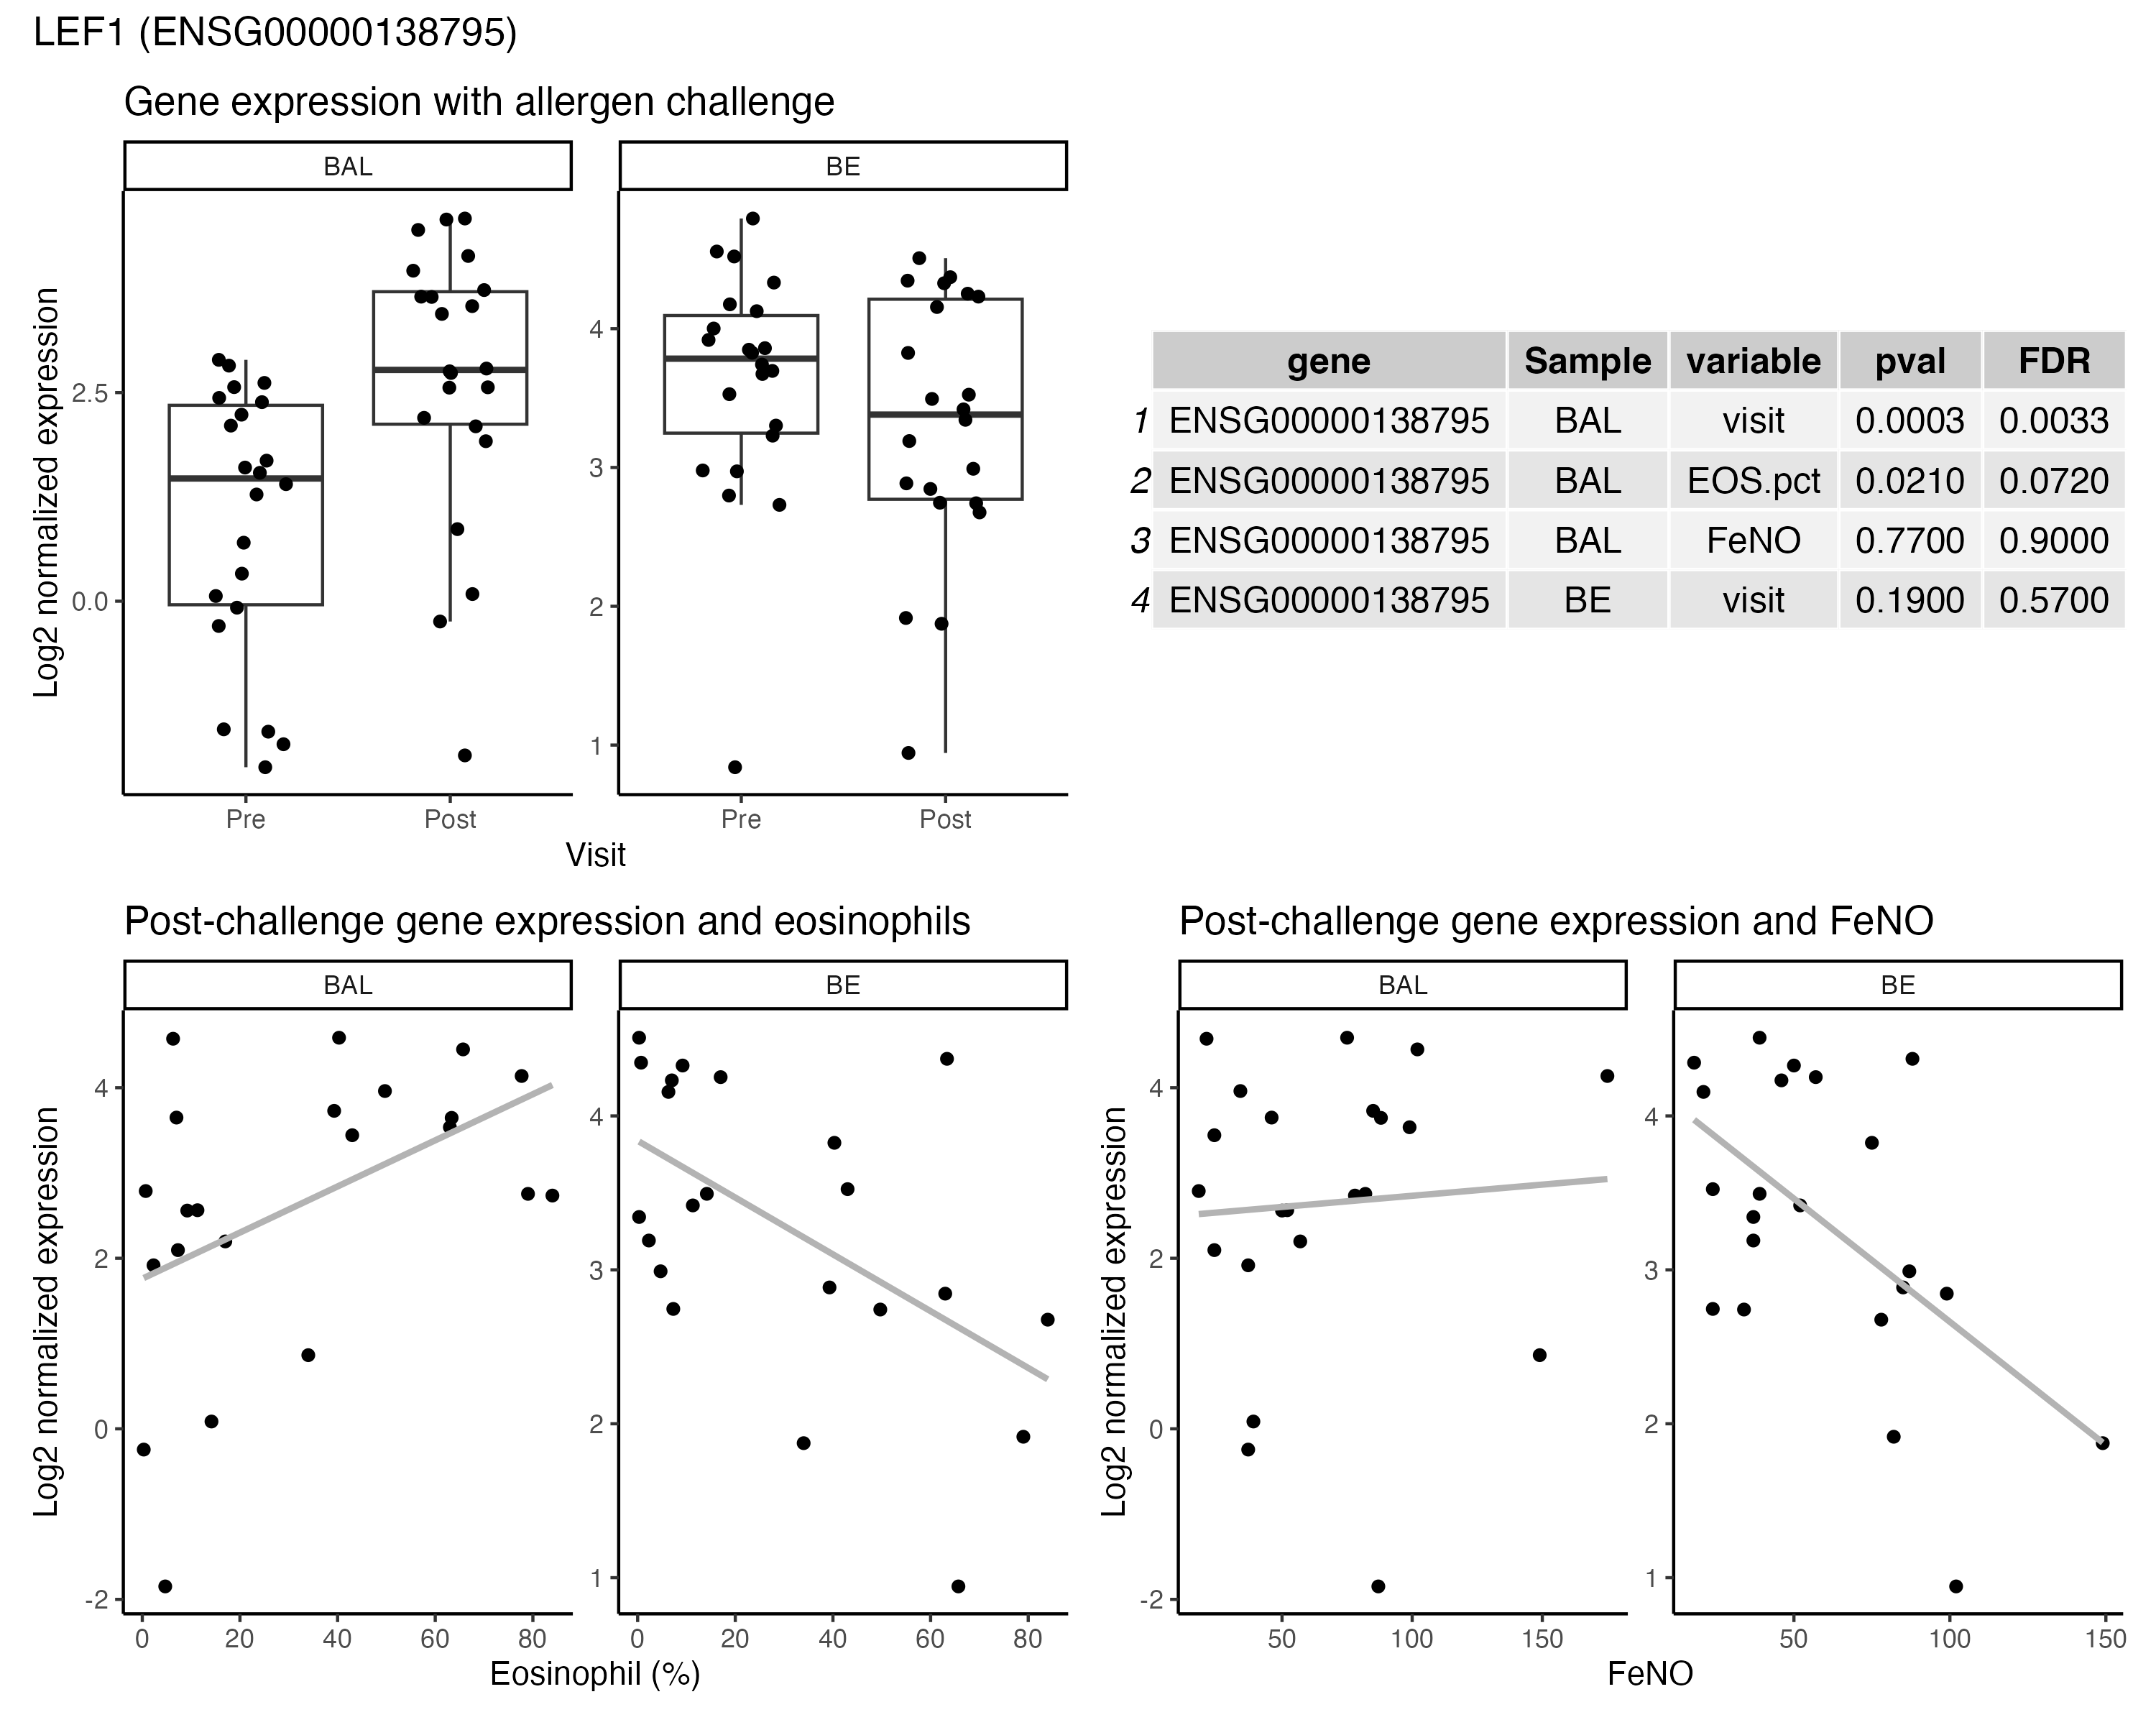 LEF1 (ENSG00000138795)
Gene expression with allergen challenge
BAL
BE
Log2 normalized expression
2.5
0.0
4
3
2
1
Pre
Post
Pre
Post
Visit
gene Sample variable pval FDR
1 ENSG00000138795 BAL visit 0.0003 0.0033
2 ENSG00000138795 BAL EOS.pct 0.0210 0.0720
3 ENSG00000138795 BAL FeNO 0.7700 0.9000
4 ENSG00000138795 BE visit 0.1900 0.5700
Post-challenge gene expression and eosinophils
BAL
BE
Log2 normalized expression
4
2
0
-2
4
3
2
1
0 20 40 60 80
0 20 40 60 80
Eosinophil (%)
Post-challenge gene expression and FeNO
BAL
BE
Log2 normalized expression
4
2
0
-2
4
3
2
1
50 100 150
50 100 150
FeNO